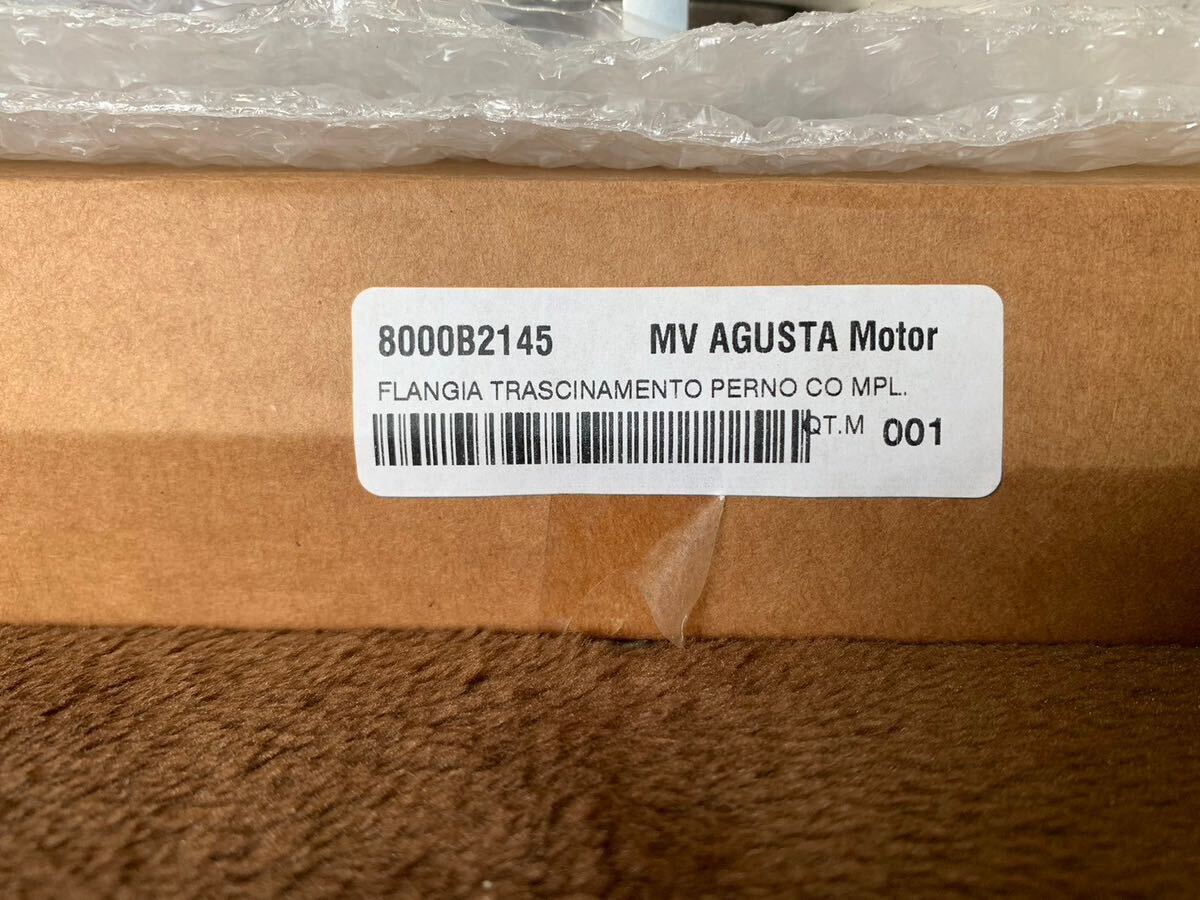 8000B2145 MV AGUSTA Motor
FLANGIA TRASCINAMENTO PERNO CO MPL.
QT.M 001